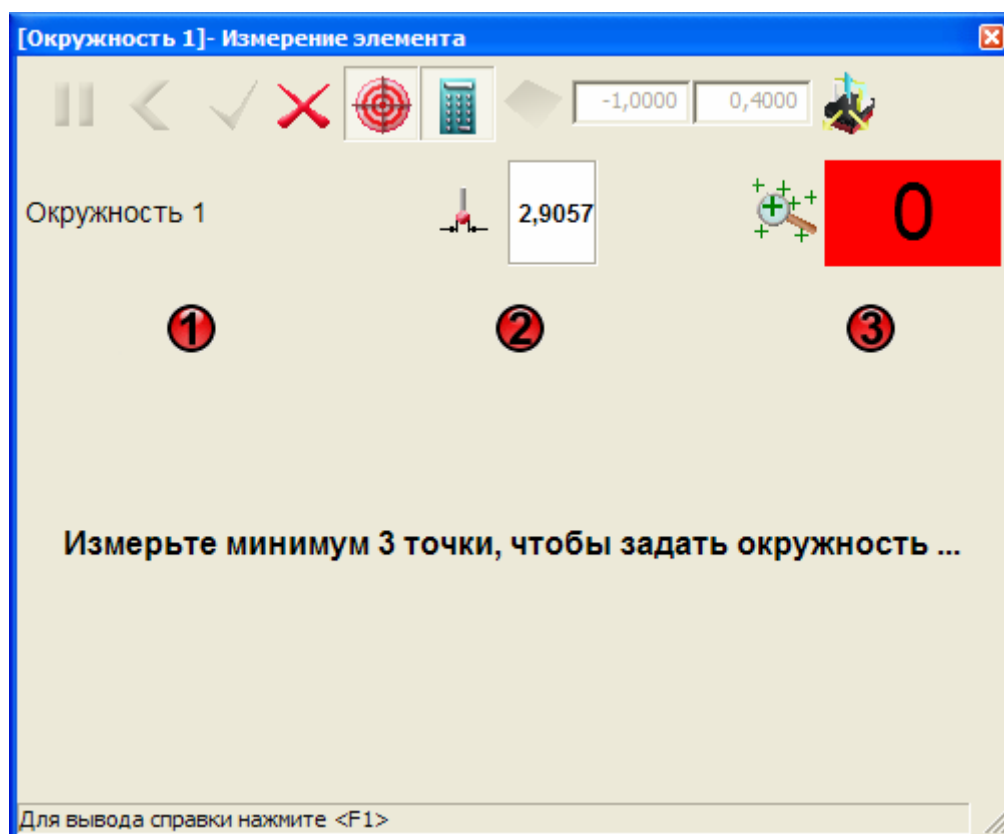 [Окружность 1]- Измерение элемента
-1,0000 0,4000
Окружность 1 2,9057 0
1 2 3
Измерьте минимум 3 точки, чтобы задать окружность ...
Для вывода справки нажмите <F1>